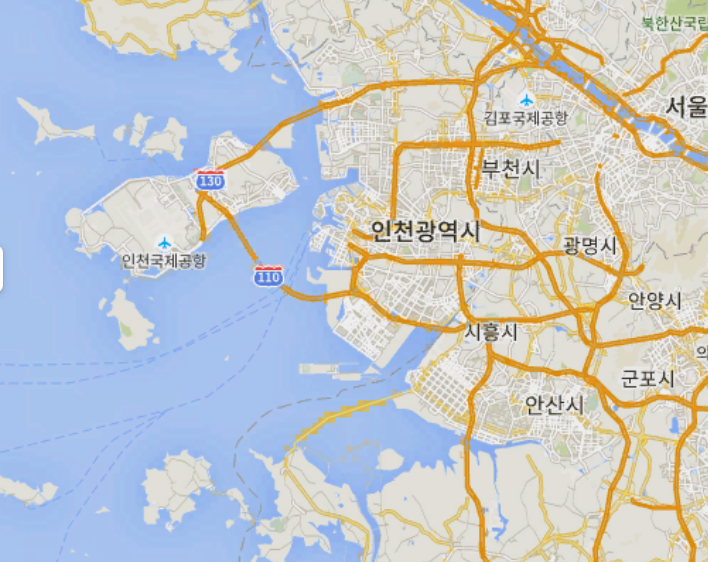 북한산국립
서울
김포국제공항
부천시
130
인천광역시
광명시
인천국제공항
110
안양시
시흥시
의
군포시
안산시